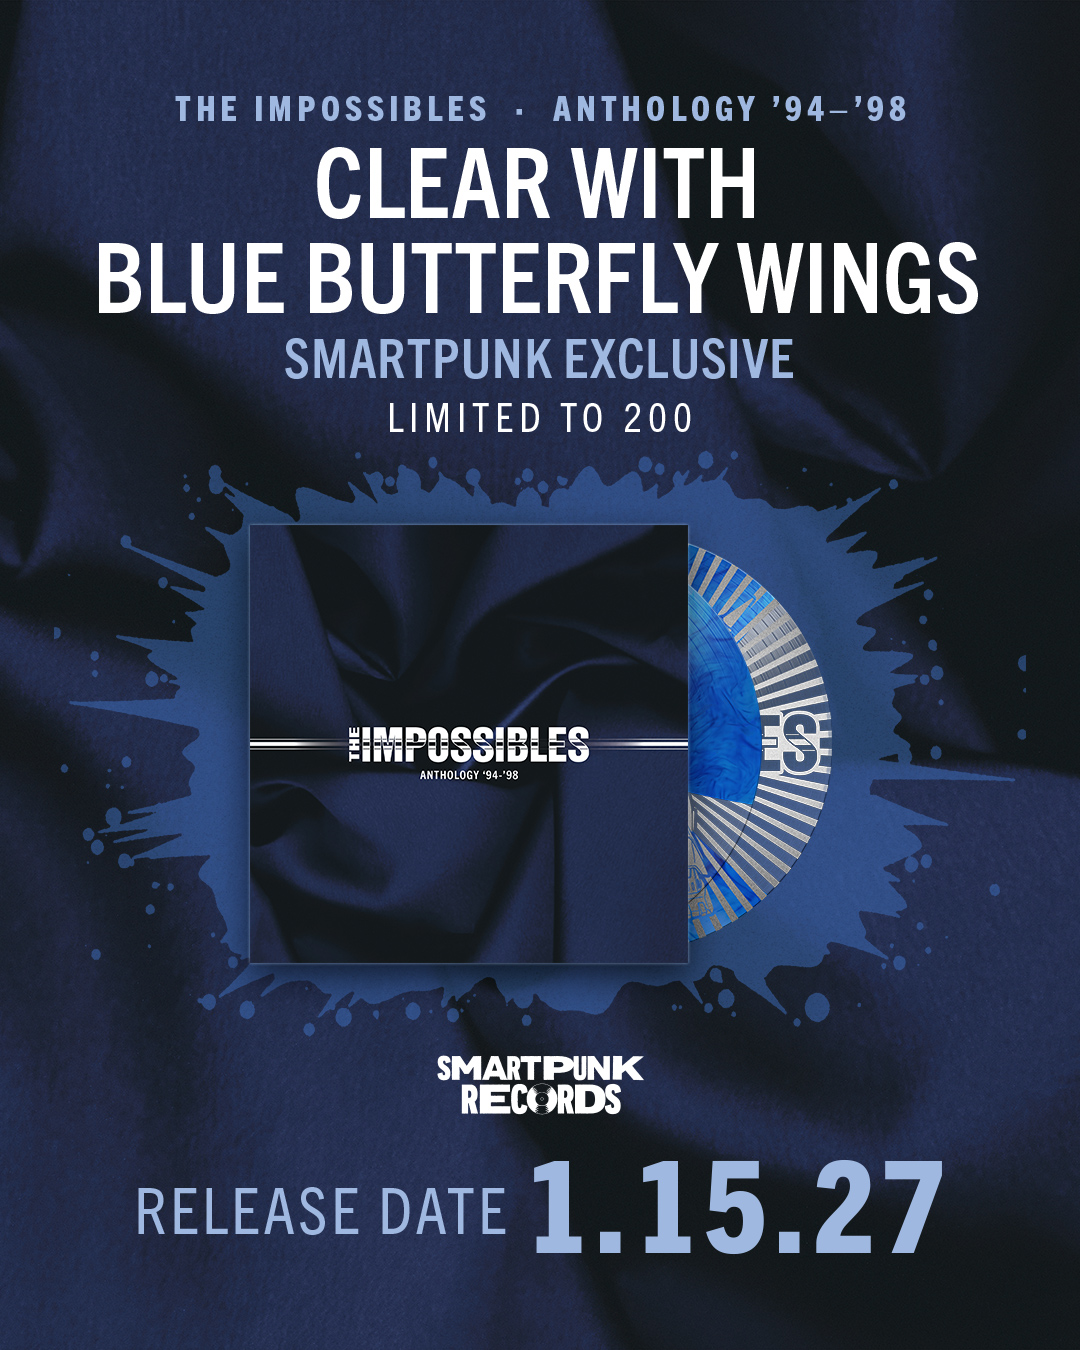 THE IMPOSSIBLES · ANTHOLOGY ’94–’98
CLEAR WITH
BLUE BUTTERFLY WINGS
SMARTPUNK EXCLUSIVE
LIMITED TO 200
THE IMPOSSIBLES
ANTHOLOGY ‘94-’98
ES
SMARTPUNK
RECORDS
RELEASE DATE 1.15.27